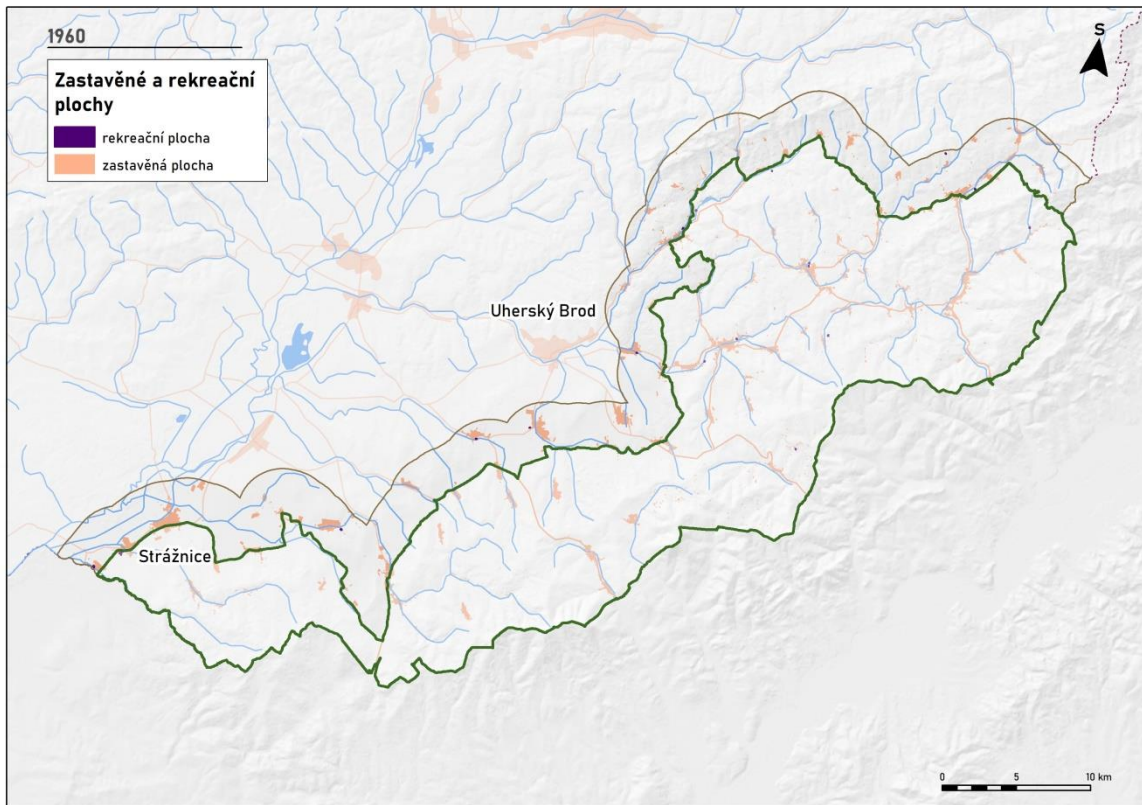 1960
Zastavěné a rekreační
plochy
rekreační plocha
zastavěná plocha
S
Uherský Brod
Strážnice
0 5 10 km